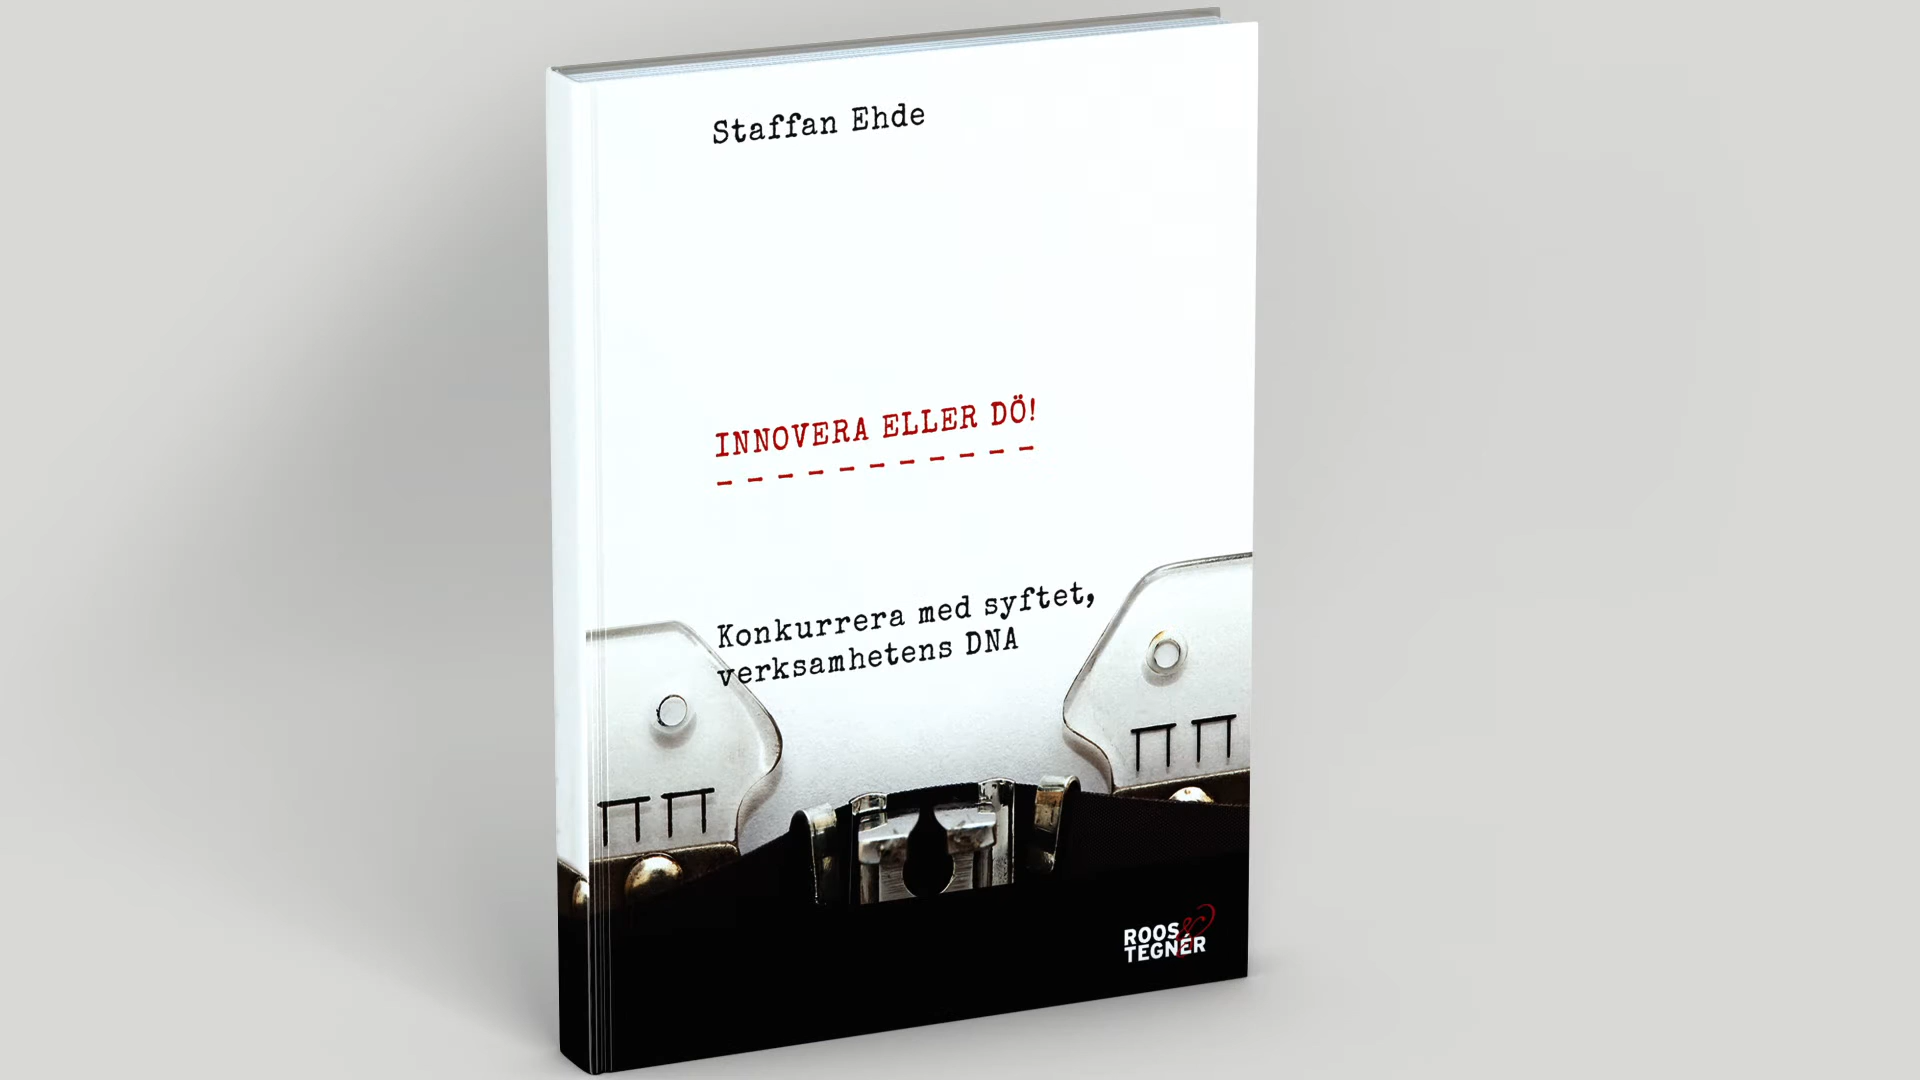 Staffan Ehde
INNOVERA ELLER DÖ!
Konkurrera med syftet,
verksamhetens DNA
ROOS &
TEGNÉR